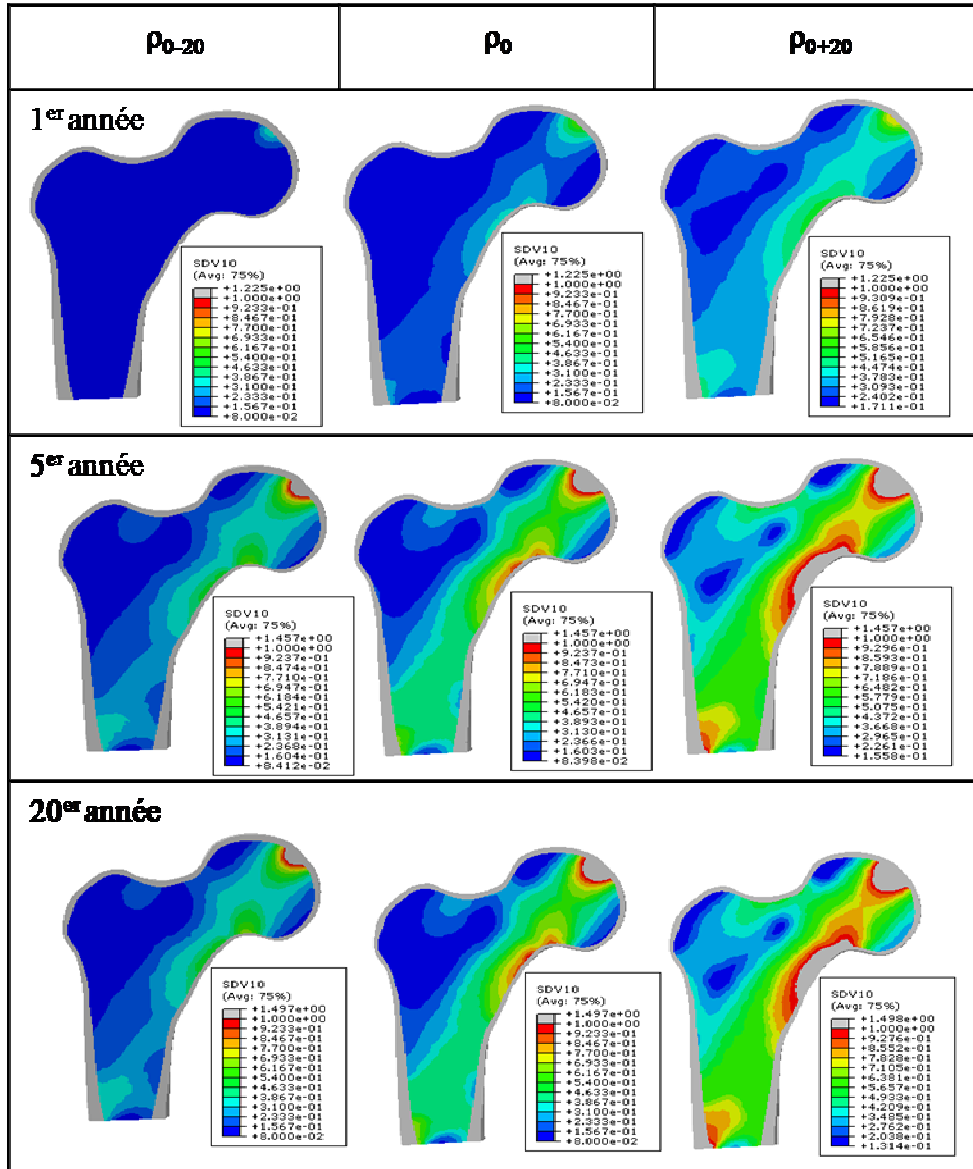 ρ0-20 ρ0 ρ0+20
1er année
SDV10
(Avg: 75%)
+1.225e+00
+1.000e+00
+9.233e-01
+8.467e-01
+7.700e-01
+6.933e-01
+6.167e-01
+5.400e-01
+4.633e-01
+3.867e-01
+3.100e-01
+2.333e-01
+1.567e-01
+8.000e-02
SDV10
(Avg: 75%)
+1.225e+00
+1.000e+00
+9.233e-01
+8.467e-01
+7.700e-01
+6.933e-01
+6.167e-01
+5.400e-01
+4.633e-01
+3.867e-01
+3.100e-01
+2.333e-01
+1.567e-01
+8.000e-02
SDV10
(Avg: 75%)
+1.225e+00
+1.000e+00
+9.309e-01
+8.619e-01
+7.928e-01
+7.237e-01
+6.546e-01
+5.856e-01
+5.165e-01
+4.474e-01
+3.783e-01
+3.093e-01
+2.402e-01
+1.711e-01
5er année
SDV10
(Avg: 75%)
+1.457e+00
+1.000e+00
+9.237e-01
+8.474e-01
+7.710e-01
+6.947e-01
+6.184e-01
+5.421e-01
+4.657e-01
+3.894e-01
+3.131e-01
+2.368e-01
+1.604e-01
+8.412e-02
SDV10
(Avg: 75%)
+1.457e+00
+1.000e+00
+9.237e-01
+8.473e-01
+7.710e-01
+6.947e-01
+6.183e-01
+5.420e-01
+4.657e-01
+3.893e-01
+3.130e-01
+2.366e-01
+1.603e-01
+8.398e-02
SDV10
(Avg: 75%)
+1.457e+00
+1.000e+00
+9.296e-01
+8.593e-01
+7.889e-01
+7.186e-01
+6.482e-01
+5.779e-01
+5.075e-01
+4.372e-01
+3.668e-01
+2.965e-01
+2.261e-01
+1.558e-01
20er année
SDV10
(Avg: 75%)
+1.497e+00
+1.000e+00
+9.233e-01
+8.467e-01
+7.700e-01
+6.933e-01
+6.167e-01
+5.400e-01
+4.633e-01
+3.867e-01
+3.100e-01
+2.333e-01
+1.567e-01
+8.000e-02
SDV10
(Avg: 75%)
+1.497e+00
+1.000e+00
+9.233e-01
+8.467e-01
+7.700e-01
+6.933e-01
+6.167e-01
+5.400e-01
+4.633e-01
+3.867e-01
+3.100e-01
+2.333e-01
+1.567e-01
+8.000e-02
SDV10
(Avg: 75%)
+1.498e+00
+1.000e+00
+9.276e-01
+8.552e-01
+7.828e-01
+7.105e-01
+6.381e-01
+5.657e-01
+4.933e-01
+4.209e-01
+3.485e-01
+2.762e-01
+2.038e-01
+1.314e-01